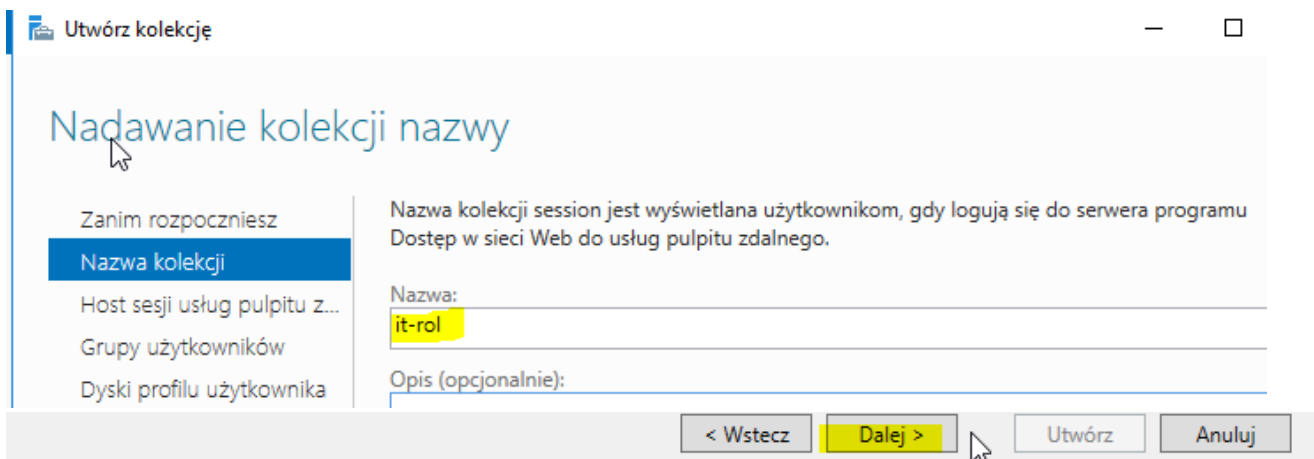 Utwórz kolekcję
Nadawanie kolekcji nazwy
Zanim rozpoczniesz
Nazwa kolekcji
Host sesji usług pulpitu z...
Grupy użytkowników
Dyski profilu użytkownika
Nazwa kolekcji session jest wyświetlana użytkownikom, gdy logują się do serwera programu
Dostęp w sieci Web do usług pulpitu zdalnego.
Nazwa:
it-rol
Opis (opcjonalnie):
< Wstecz
Dalej >
Utwórz
Anuluj